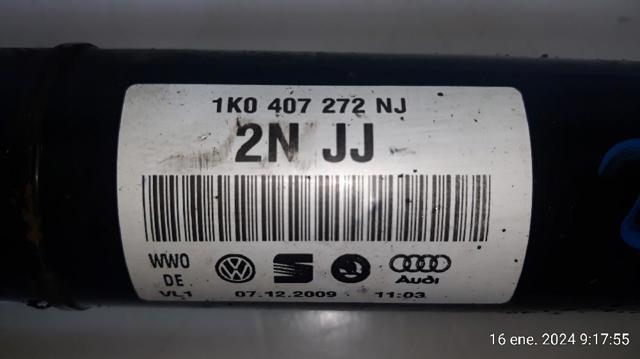 1K0 407 272 NJ
2N JJ
WWO
DE
Audi
VL1 07.12.2009 11:03
16 ene. 2024 9:17:55